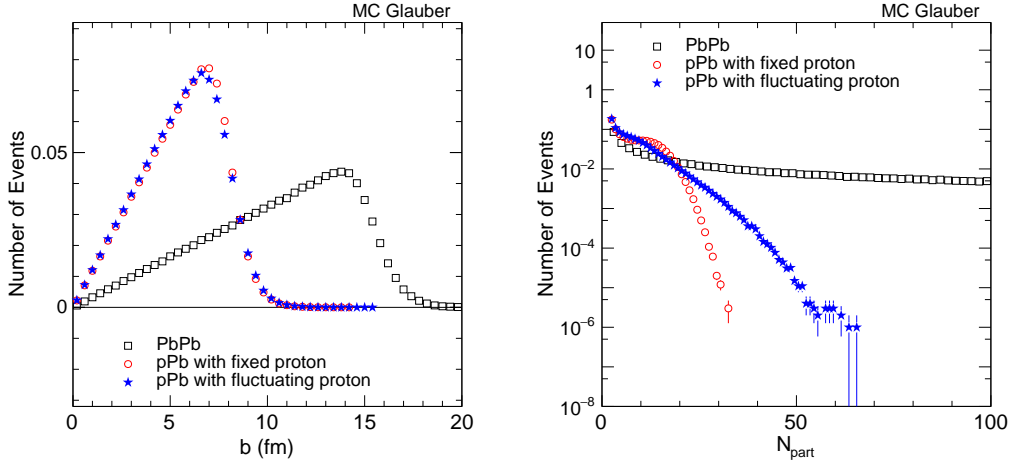 MC Glauber
Number of Events
0.05
0
PbPb
pPb with fixed proton
pPb with fluctuating proton
0 5 10 15 20
b (fm)
MC Glauber
Number of Events
10
1
10⁻²
10⁻⁴
10⁻⁶
10⁻⁸
PbPb
pPb with fixed proton
pPb with fluctuating proton
0 50 100
N_part